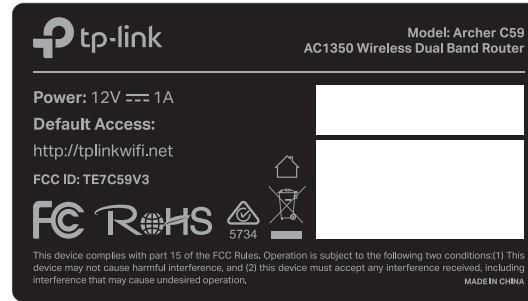 tp-link
Model: Archer C59
AC1350 Wireless Dual Band Router
Power: 12V ⎓ 1A
Default Access:
http://tplinkwifi.net
FCC ID: TE7C59V3
FC RoHS
5734
This device complies with part 15 of the FCC Rules. Operation is subject to the following two conditions:(1) This
device may not cause harmful interference, and (2) this device must accept any interference received, including
interference that may cause undesired operation.
MADE IN CHINA